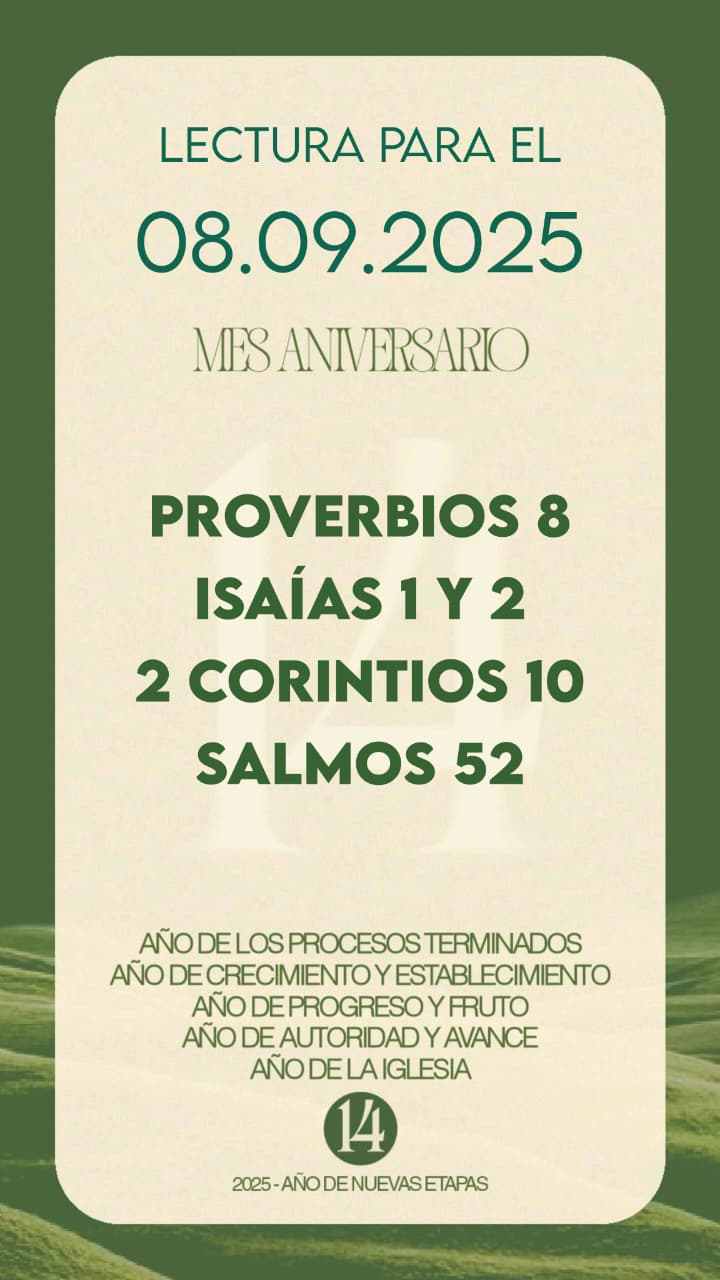 LECTURA PARA EL
08.09.2025
MES ANIVERSARIO
14
PROVERBIOS 8
ISAÍAS 1 Y 2
2 CORINTIOS 10
SALMOS 52
AÑO DE LOS PROCESOS TERMINADOS
AÑO DE CRECIMIENTO Y ESTABLECIMIENTO
AÑO DE PROGRESO Y FRUTO
AÑO DE AUTORIDAD Y AVANCE
AÑO DE LA IGLESIA
14
2025 - AÑO DE NUEVAS ETAPAS